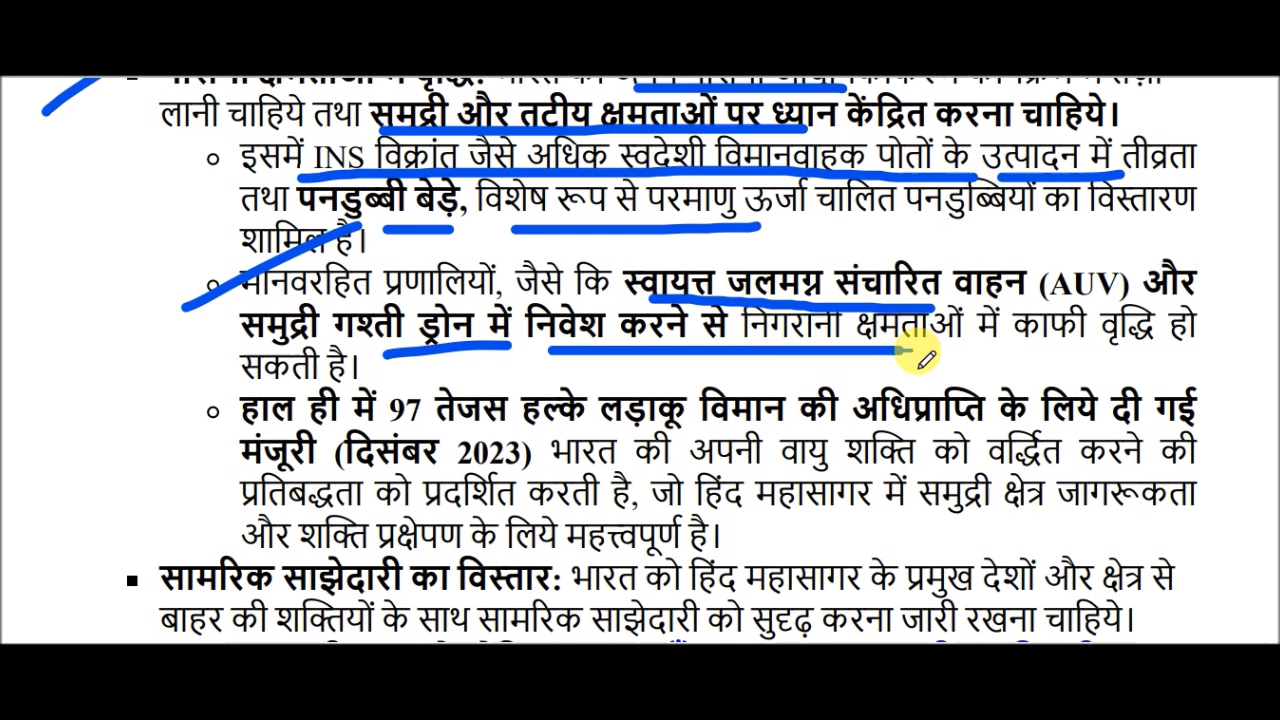 लानी चाहिये तथा समद्री और तटीय क्षमताओं पर ध्यान केंद्रित करना चाहिये।
इसमें INS विक्रांत जैसे अधिक स्वदेशी विमानवाहक पोतों के उत्पादन में तीव्रता
तथा पनडुब्बी बेड़े, विशेष रूप से परमाणु ऊर्जा चालित पनडुब्बियों का विस्तारण
शामिल है।
मानवरहित प्रणालियों, जैसे कि स्वायत्त जलमग्न संचारित वाहन (AUV) और
समुद्री गश्ती ड्रोन में निवेश करने से निगरानी क्षमताओं में काफी वृद्धि हो
सकती है।
हाल ही में 97 तेजस हल्के लड़ाकू विमान की अधिप्राप्ति के लिये दी गई
मंजूरी (दिसंबर 2023) भारत की अपनी वायु शक्ति को वर्द्धित करने की
प्रतिबद्धता को प्रदर्शित करती है, जो हिंद महासागर में समुद्री क्षेत्र जागरूकता
और शक्ति प्रक्षेपण के लिये महत्त्वपूर्ण है।
सामरिक साझेदारी का विस्तार: भारत को हिंद महासागर के प्रमुख देशों और क्षेत्र से
बाहर की शक्तियों के साथ सामरिक साझेदारी को सुदृढ़ करना जारी रखना चाहिये।